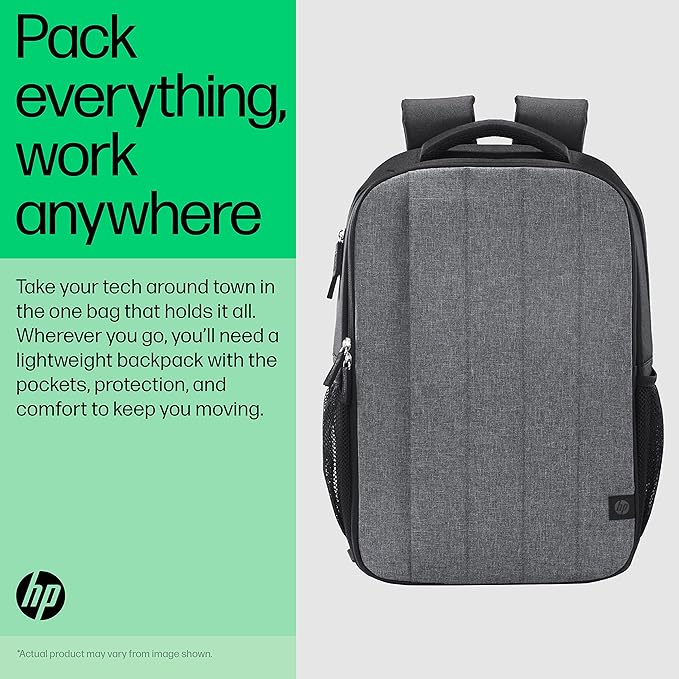 Pack
everything,
work
anywhere
Take your tech around town in
the one bag that holds it all.
Wherever you go, you’ll need a
lightweight backpack with the
pockets, protection, and
comfort to keep you moving.
hp
hp
*Actual product may vary from image shown.